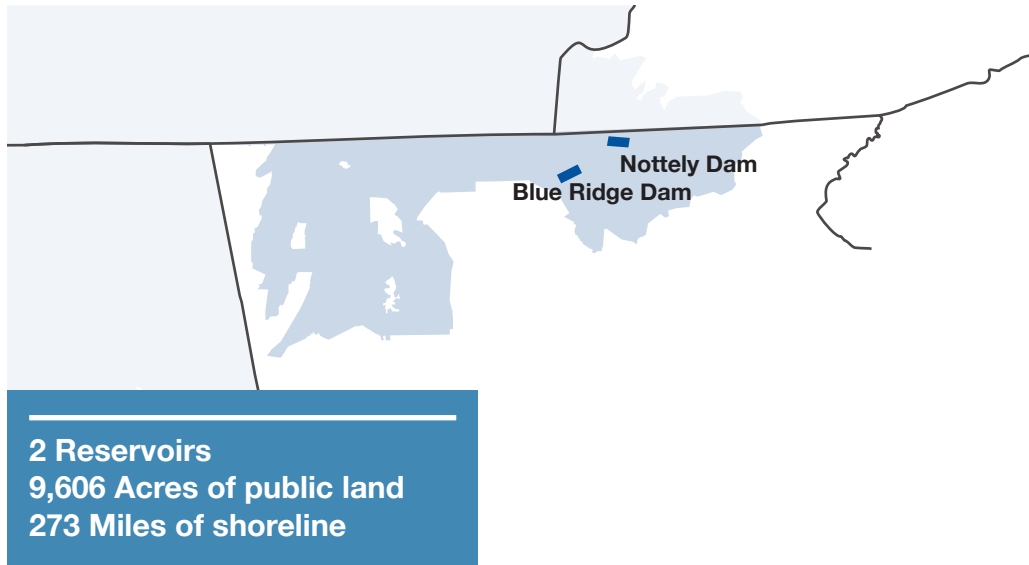 Nottely Dam
Blue Ridge Dam
2 Reservoirs
9,606 Acres of public land
273 Miles of shoreline